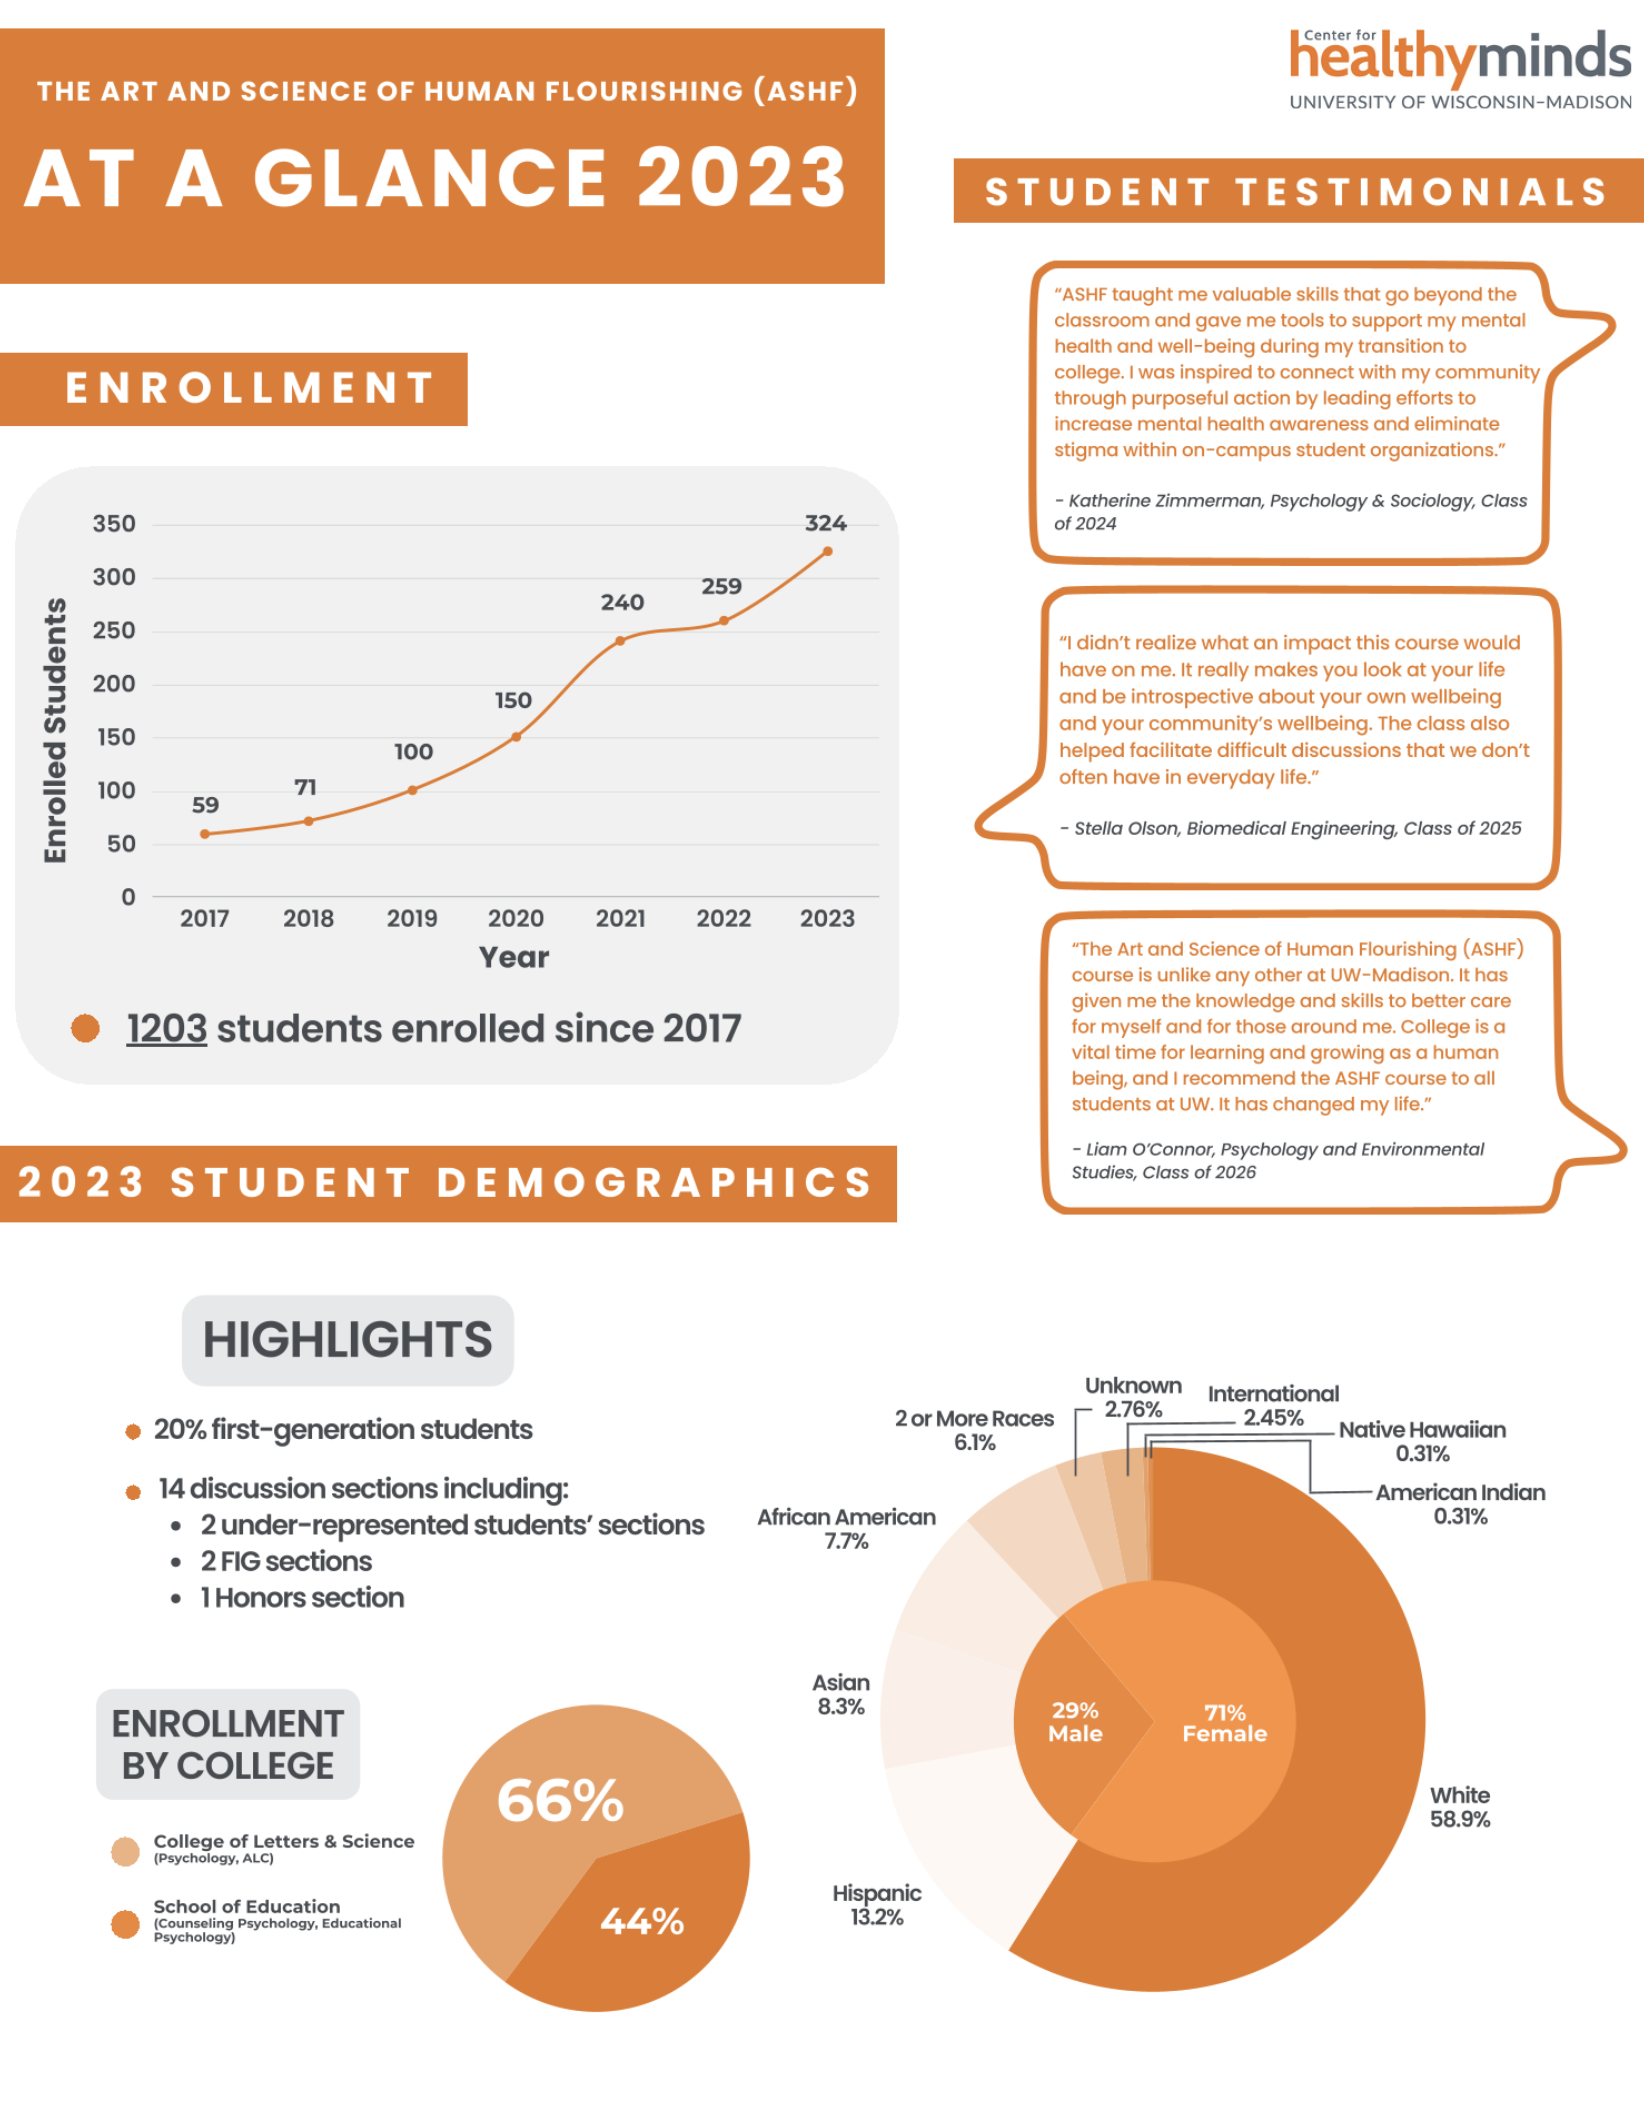 THE ART AND SCIENCE OF HUMAN FLOURISHING (ASHF)
AT A GLANCE 2023
Center for
healthyminds
UNIVERSITY OF WISCONSIN-MADISON
ENROLLMENT
350
300
250
200
150
100
50
0
Enrolled Students
59
71
100
150
240
259
324
2017 2018 2019 2020 2021 2022 2023
Year
1203 students enrolled since 2017
STUDENT TESTIMONIALS
“ASHF taught me valuable skills that go beyond the
classroom and gave me tools to support my mental
health and well-being during my transition to
college. I was inspired to connect with my community
through purposeful action by leading efforts to
increase mental health awareness and eliminate
stigma within on-campus student organizations.”
- Katherine Zimmerman, Psychology & Sociology, Class
of 2024
“I didn’t realize what an impact this course would
have on me. It really makes you look at your life
and be introspective about your own wellbeing
and your community’s wellbeing. The class also
helped facilitate difficult discussions that we don’t
often have in everyday life.”
- Stella Olson, Biomedical Engineering, Class of 2025
“The Art and Science of Human Flourishing (ASHF)
course is unlike any other at UW-Madison. It has
given me the knowledge and skills to better care
for myself and for those around me. College is a
vital time for learning and growing as a human
being, and I recommend the ASHF course to all
students at UW. It has changed my life.”
- Liam O’Connor, Psychology and Environmental
Studies, Class of 2026
2023 STUDENT DEMOGRAPHICS
HIGHLIGHTS
20% first-generation students
14 discussion sections including:
2 under-represented students’ sections
2 FIG sections
1 Honors section
ENROLLMENT
BY COLLEGE
College of Letters & Science
(Psychology, ALC)
School of Education
(Counseling Psychology, Educational
Psychology)
66%
44%
Unknown
2.76%
International
2.45%
2 or More Races
6.1%
Native Hawaiian
0.31%
American Indian
0.31%
African American
7.7%
Asian
8.3%
29%
Male
71%
Female
White
58.9%
Hispanic
13.2%